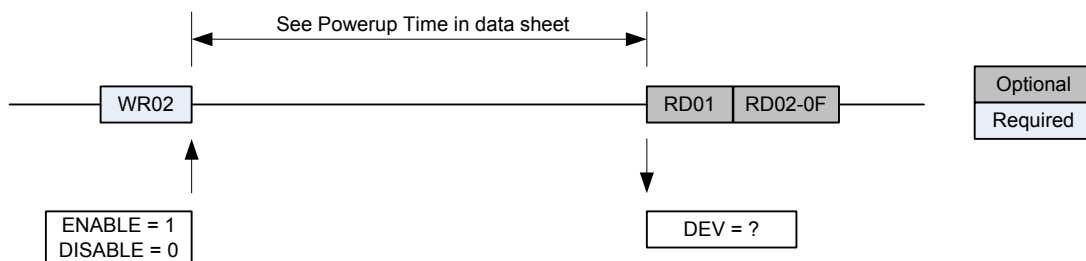 See Powerup Time in data sheet
WR02
RD01
RD02-0F
Optional
Required
ENABLE = 1
DISABLE = 0
DEV = ?